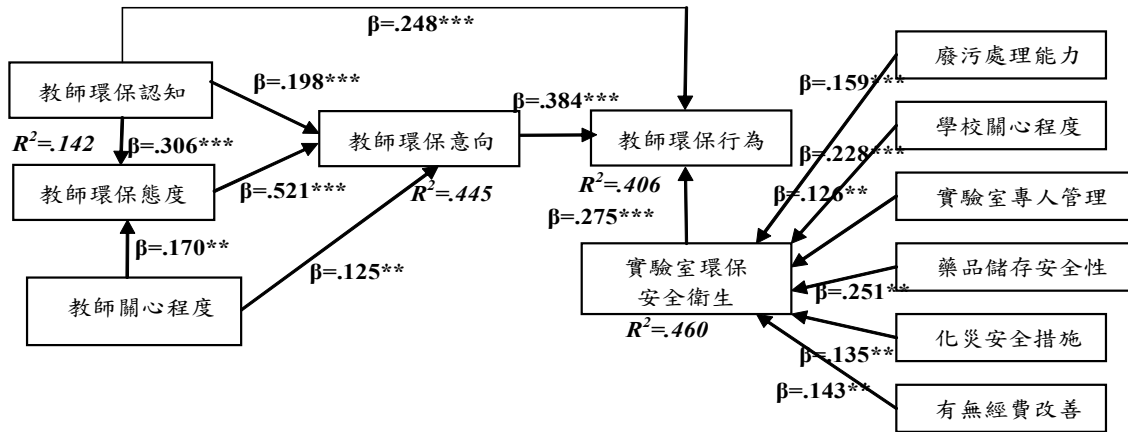 β=.248***
廢污處理能力
β=.159***
教師環保認知
β=.198***
β=.384***
學校關心程度
β=.228***
R²=.142
β=.306***
教師環保意向
教師環保行為
教師環保態度
β=.521***
R²=.445
R²=.406
β=.126**
實驗室專人管理
β=.275***
β=.170**
β=.125**
實驗室環保
安全衛生
藥品儲存安全性
β=.251**
教師關心程度
R²=.460
化災安全措施
β=.135**
β=.143**
有無經費改善